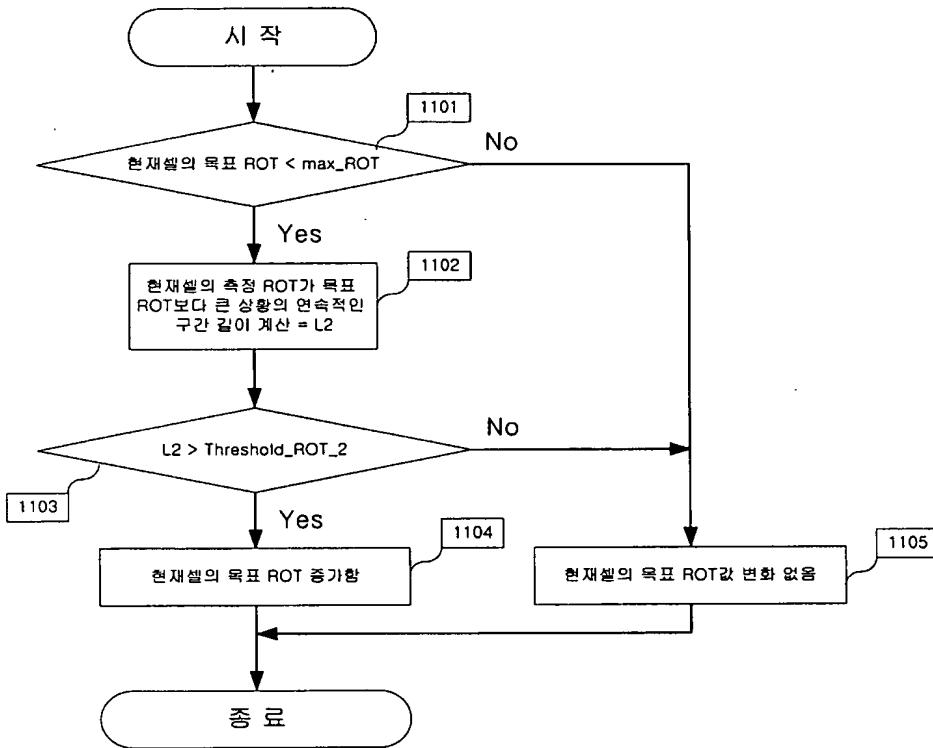 시 작
1101
현재셀의 목표 ROT < max_ROT
No
Yes
1102
현재셀의 측정 ROT가 목표
ROT보다 큰 상황의 연속적인
구간 길이 계산 = L2
L2 > Threshold_ROT_2
No
1103
Yes
1104
현재셀의 목표 ROT 증가함
1105
현재셀의 목표 ROT값 변화 없음
종 료